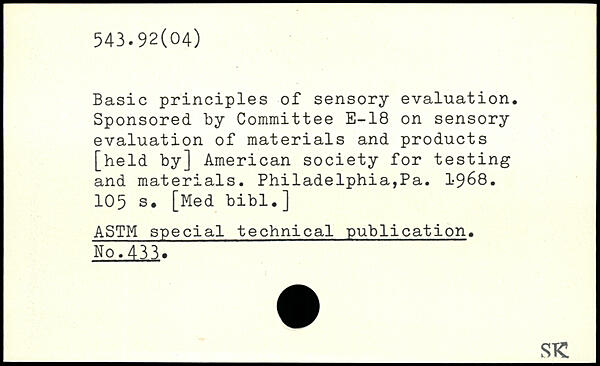 543.92(04)
Basic principles of sensory evaluation.
Sponsored by Committee E-18 on sensory
evaluation of materials and products
[held by] American society for testing
and materials. Philadelphia,Pa. 1968.
105 s. [Med bibl.]
ASTM special technical publication.
No.433.
SK